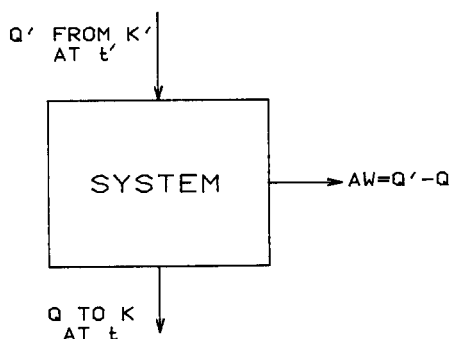 Q′ FROM K′
AT t′
SYSTEM
AW=Q′-Q
Q TO K
AT t